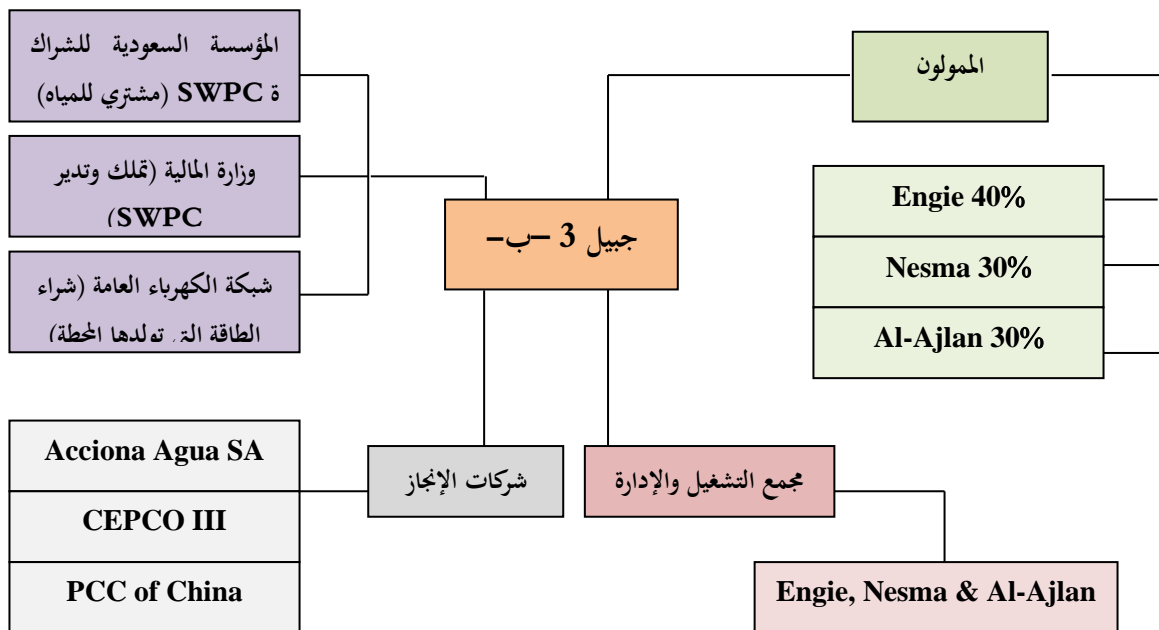 المؤسسة السعودية للشراك
ة SWPC (مشتري للمياه)
وزارة المالية (تملك وتدير
SWPC)
شبكة الكهرباء العامة (شراء
الطاقة التي تولدها المحطة)
الممولون
Engie 40%
Nesma 30%
Al-Ajlan 30%
جبيل 3 –ب–
شركات الإنجاز
مجمع التشغيل والإدارة
Acciona Agua SA
CEPCO III
PCC of China
Engie, Nesma & Al-Ajlan